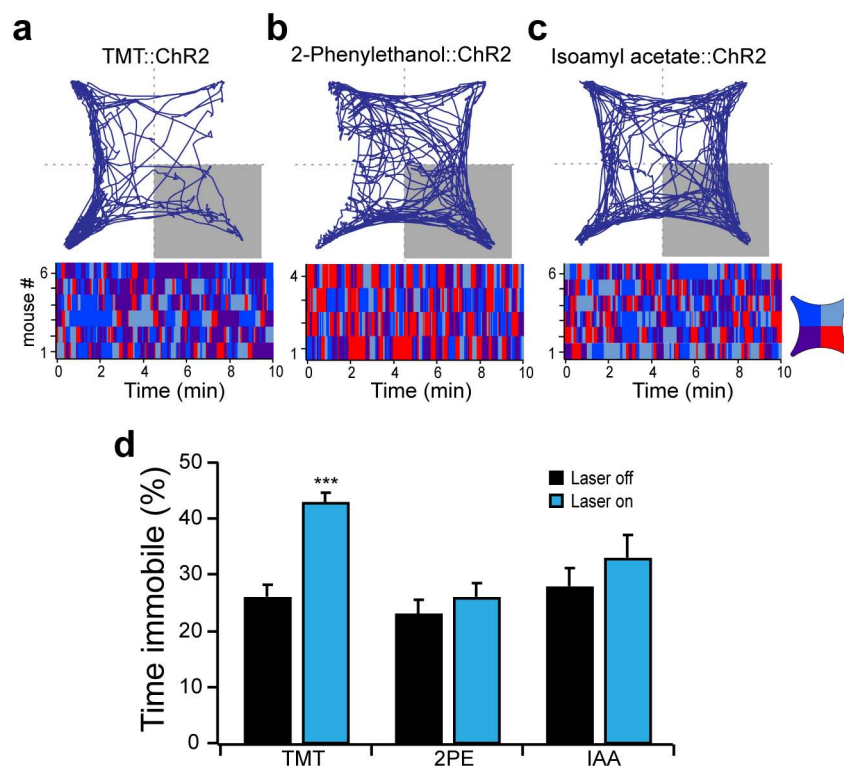 a
TMT::ChR2
b
2-Phenylethanol::ChR2
c
Isoamyl acetate::ChR2
mouse #
6
1
0 2 4 6 8 10
Time (min)
4
1
0 2 4 6 8 10
Time (min)
6
1
0 2 4 6 8 10
Time (min)
d
Time immobile (%)
50
40
30
20
10
0
***
Laser off
Laser on
TMT 2PE IAA